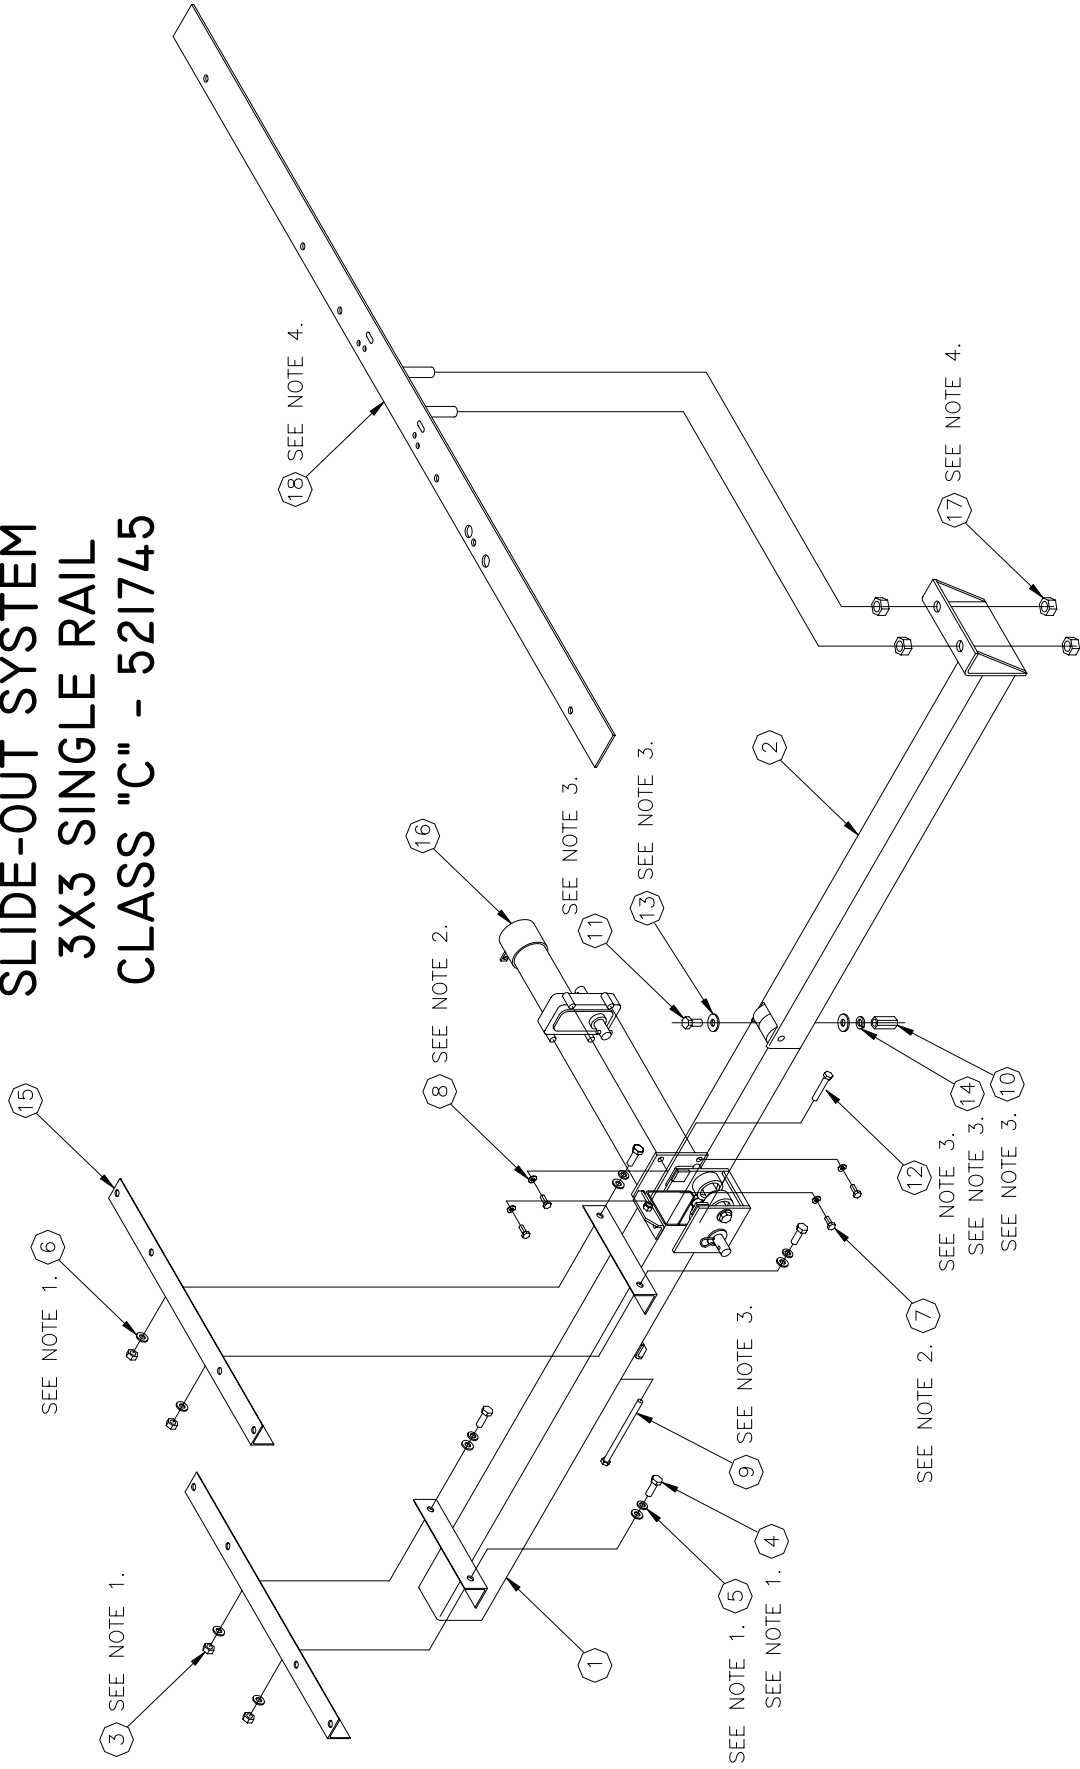 SLIDE-OUT SYSTEM
3X3 SINGLE RAIL
CLASS "C" - 521745
15
SEE NOTE 1. 6
3 SEE NOTE 1.
18 SEE NOTE 4.
16
8 SEE NOTE 2.
SEE NOTE 3.
11
13 SEE NOTE 3.
2
17 SEE NOTE 4.
1
SEE NOTE 1. 5
SEE NOTE 1. 4
9 SEE NOTE 3.
SEE NOTE 2. 7
SEE NOTE 3. 12
SEE NOTE 3. 14
SEE NOTE 3. 10